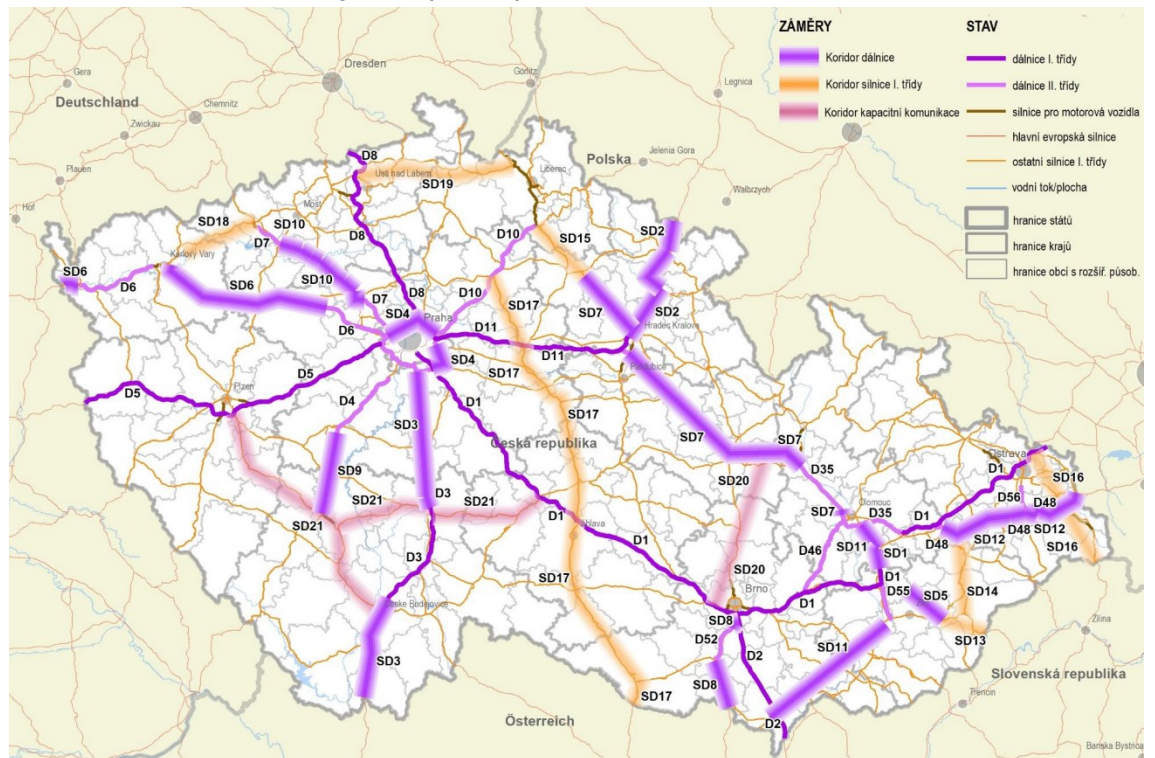 ZÁMĚRY
Koridor dálnice
Koridor silnice I. třídy
Koridor kapacitní komunikace
STAV
dálnice I. třídy
dálnice II. třídy
silnice pro motorová vozidla
hlavní evropská silnice
ostatní silnice I. třídy
vodní tok/plocha
hranice států
hranice krajů
hranice obcí s rozšíř. působ.
Dresden
Görlitz
Legnica
Gera
Deutschland
Chemnitz
Zwickau
Jelenia Gora
Polska
Plauen
Wałbrzych
Hof
D8
Ústí nad Labem
Liberec
SD19
Most
SD18
SD10
D7
D8
D10
SD15
SD2
Karlovy Vary
SD6
D6
SD10
SD6
D7
D8
D10
SD17
SD7
SD2
SD4
Praha
D6
D11
Hradec Králové
D11
SD4
SD17
Pardubice
D5
D5
Plzeň
D4
D1
SD3
SD17
Česká republika
SD7
SD7
D35
Ostrava
D1
SD16
SD9
SD20
D56
D48
SD21
D3
SD21
SD21
D1
Jihlava
Olomouc
SD7
D35
D1
D48
SD12
D48
SD12
SD16
D3
D1
D46
SD11
SD1
SD17
SD20
Brno
D1
D1
D55
SD5
SD14
České Budějovice
SD8
D52
SD13
Žilina
SD3
D2
SD11
SD17
SD8
Slovenská republika
Trencin
Österreich
D2
Banska Bystrica